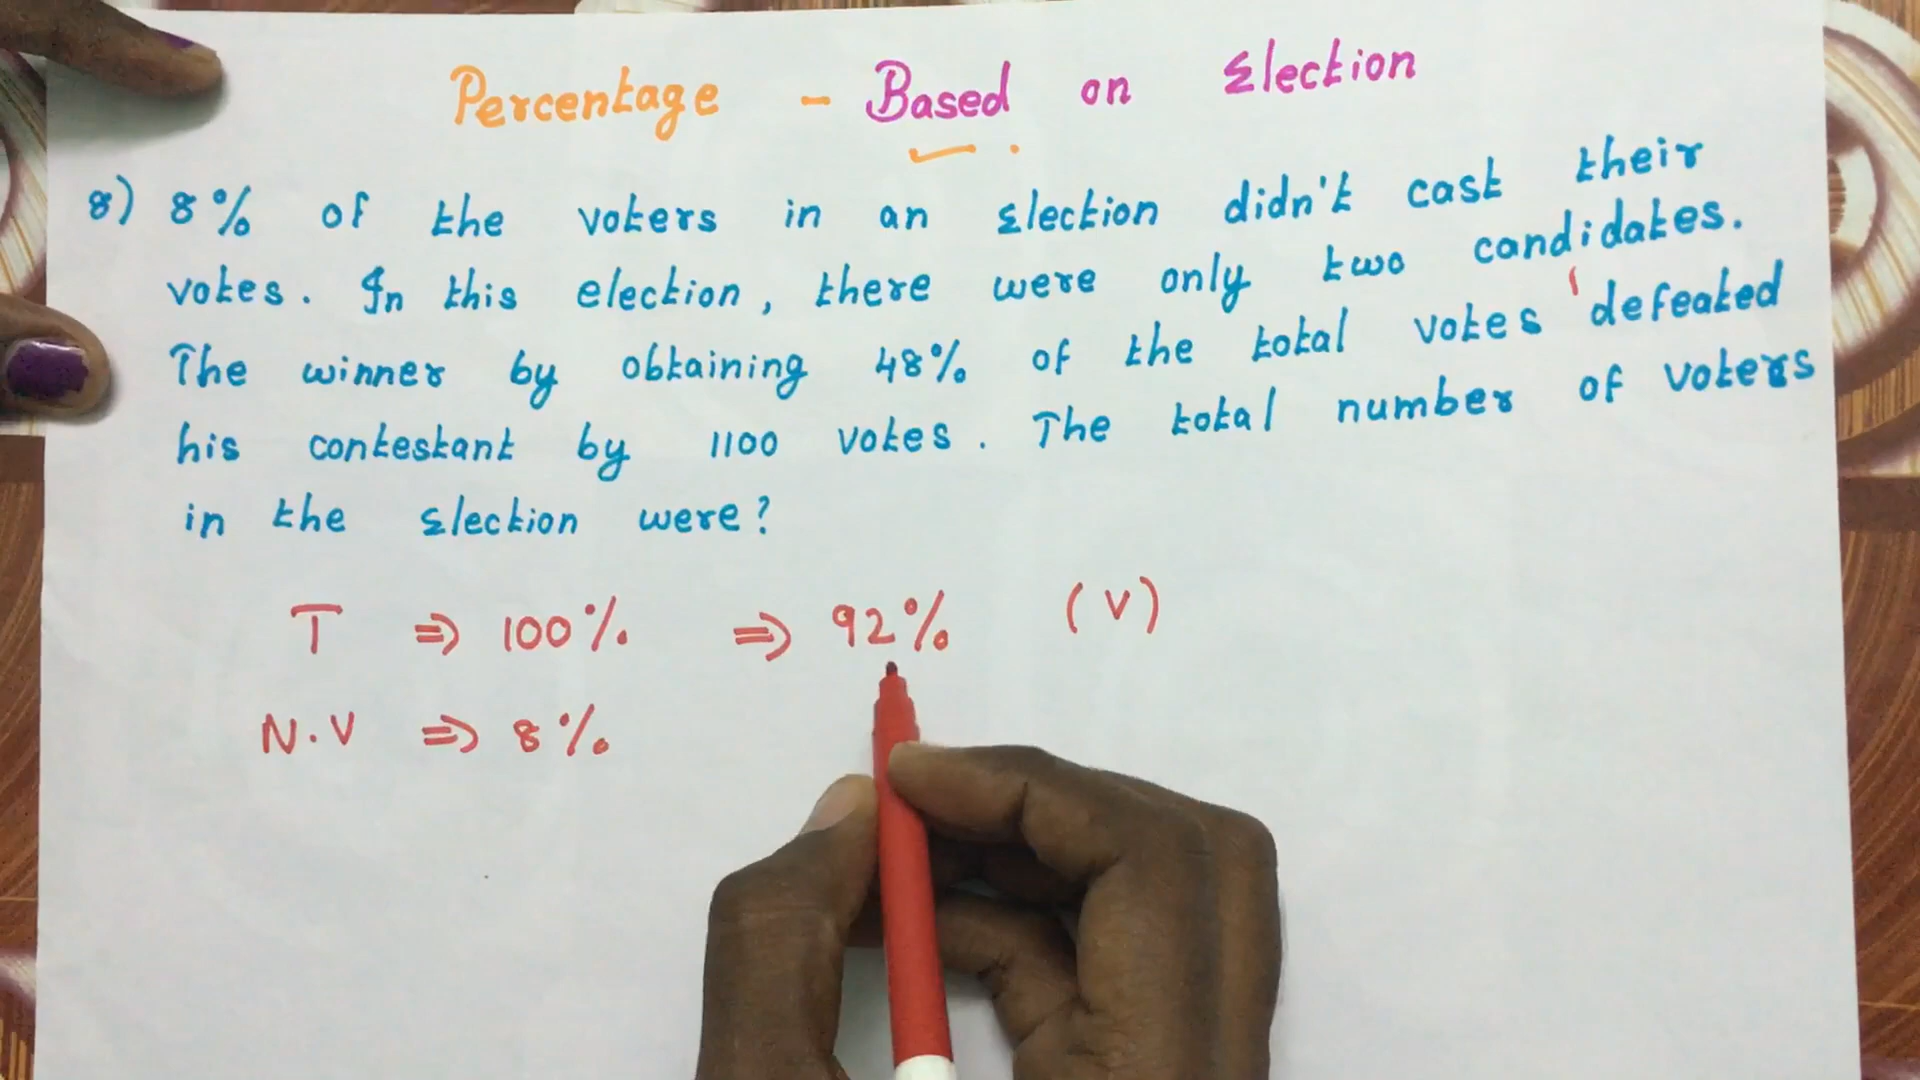 Percentage - Based on Election
8) 8% of the voters in an Election didn't cast their
votes. In this election, there were only two candidates.
The winner by obtaining 48% of the total votes defeated
his contestant by 1100 votes. The total number of voters
in the Election were?
T ⇒ 100% ⇒ 92% (V)
N.V ⇒ 8%